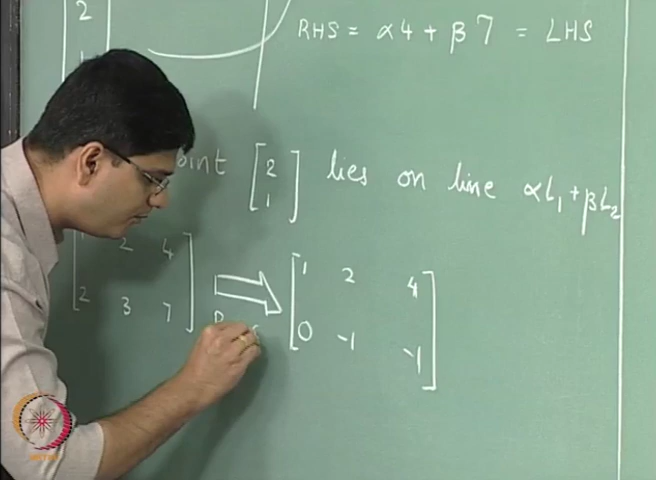 2
RHS = α4 + β7 = LHS
oint [2 1] lies on line αL₁ + βL₂
1 2 4 1 2 4
2 3 7 0 -1 -1